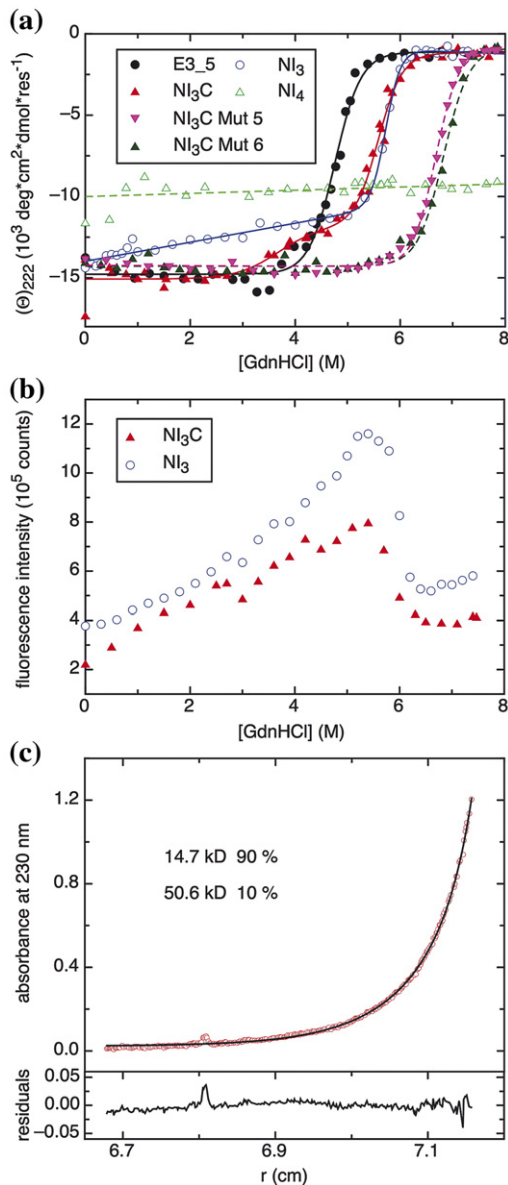 (a)
0
−5
−10
−15
(Θ)₂₂₂ (10³ deg*cm²*dmol*res⁻¹)
E3_5
NI₃
NI₃C
NI₄
NI₃C Mut 5
NI₃C Mut 6
0 2 4 6 8
[GdnHCl] (M)
(b)
12
10
8
6
4
2
fluorescence intensity (10⁵ counts)
NI₃C
NI₃
0 2 4 6 8
[GdnHCl] (M)
(c)
1.2
0.8
0.4
0.0
absorbance at 230 nm
14.7 kD 90 %
50.6 kD 10 %
0.05
0.00
−0.05
residuals
6.7 6.9 7.1
r (cm)